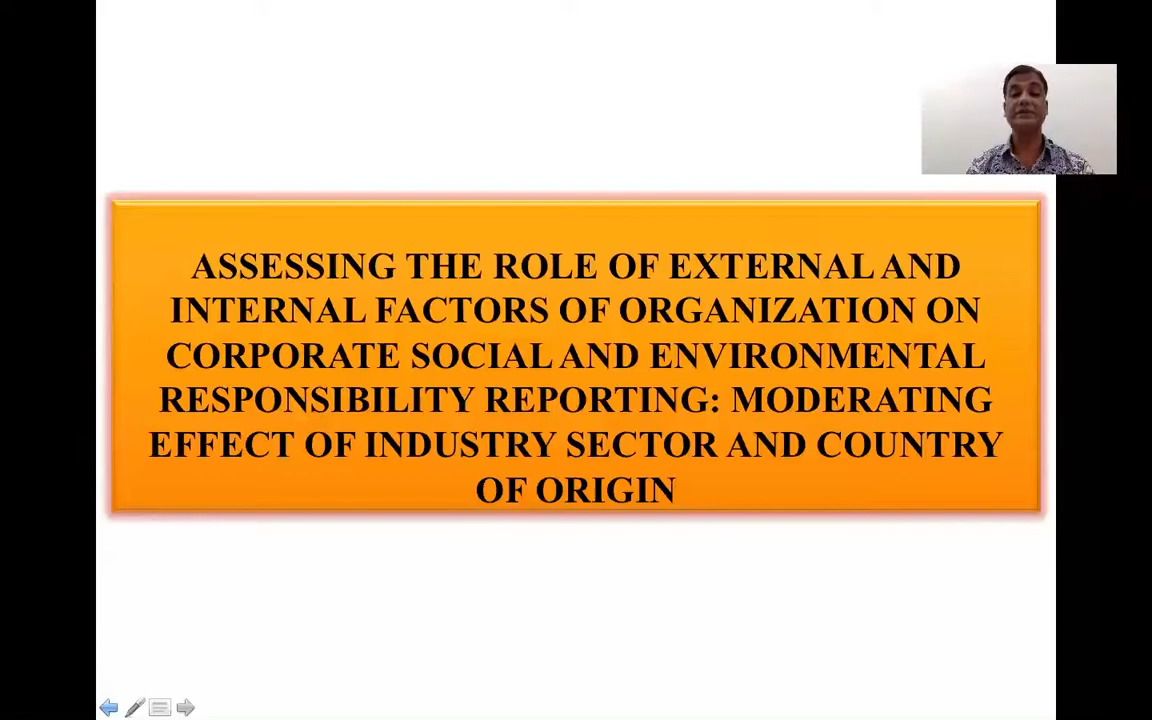 ASSESSING THE ROLE OF EXTERNAL AND
INTERNAL FACTORS OF ORGANIZATION ON
CORPORATE SOCIAL AND ENVIRONMENTAL
RESPONSIBILITY REPORTING: MODERATING
EFFECT OF INDUSTRY SECTOR AND COUNTRY
OF ORIGIN